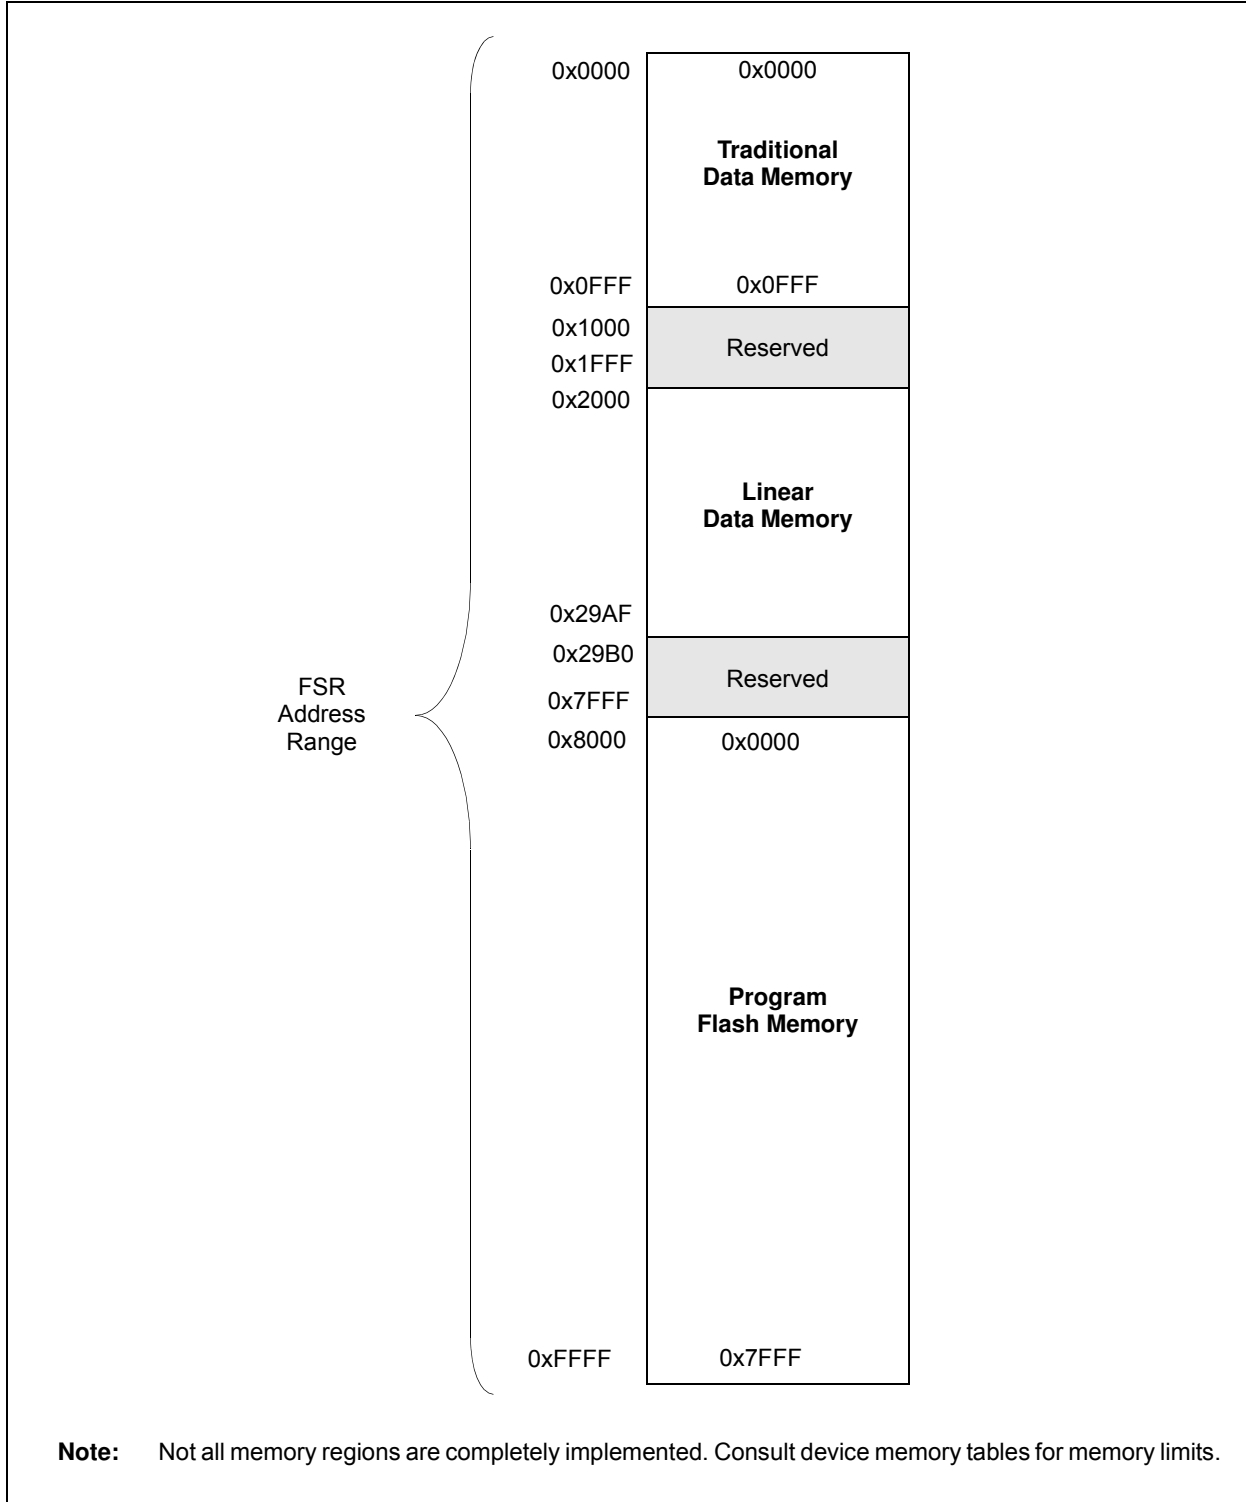 0x0000 0x0000
Traditional
Data Memory
0x0FFF 0x0FFF
0x1000
Reserved
0x1FFF
0x2000
Linear
Data Memory
0x29AF
0x29B0
Reserved
0x7FFF
FSR
Address
Range
0x8000 0x0000
Program
Flash Memory
0xFFFF 0x7FFF
Note: Not all memory regions are completely implemented. Consult device memory tables for memory limits.